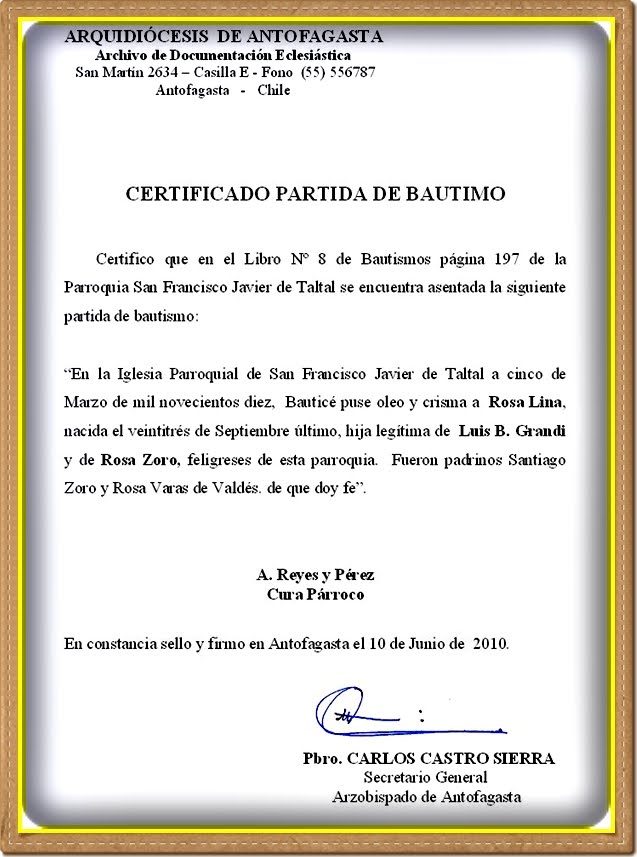 ARQUIDIÓCESIS DE ANTOFAGASTA
Archivo de Documentación Eclesiástica
San Martín 2634 – Casilla E - Fono (55) 556787
Antofagasta - Chile
CERTIFICADO PARTIDA DE BAUTIMO
Certifico que en el Libro Nº 8 de Bautismos página 197 de la
Parroquia San Francisco Javier de Taltal se encuentra asentada la siguiente
partida de bautismo:
“En la Iglesia Parroquial de San Francisco Javier de Taltal a cinco de
Marzo de mil novecientos diez, Bauticé puse oleo y crisma a Rosa Lina,
nacida el veintitrés de Septiembre último, hija legítima de Luis B. Grandi
y de Rosa Zoro, feligreses de esta parroquia. Fueron padrinos Santiago
Zoro y Rosa Varas de Valdés. de que doy fe”.
A. Reyes y Pérez
Cura Párroco
En constancia sello y firmo en Antofagasta el 10 de Junio de 2010.
Pbro. CARLOS CASTRO SIERRA
Secretario General
Arzobispado de Antofagasta